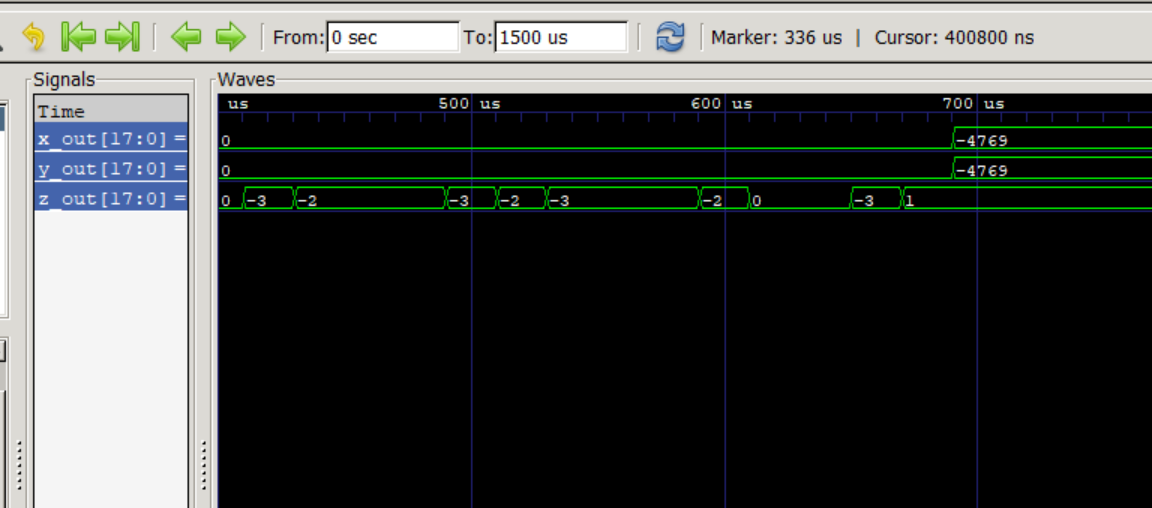 From: 0 sec To: 1500 us Marker: 336 us | Cursor: 400800 ns
Signals Waves
Time us 500 us 600 us 700 us
x_out[17:0] = 0 -4769
y_out[17:0] = 0 -4769
z_out[17:0] = 0 -3 -2 -3 -2 -3 -2 0 -3 1